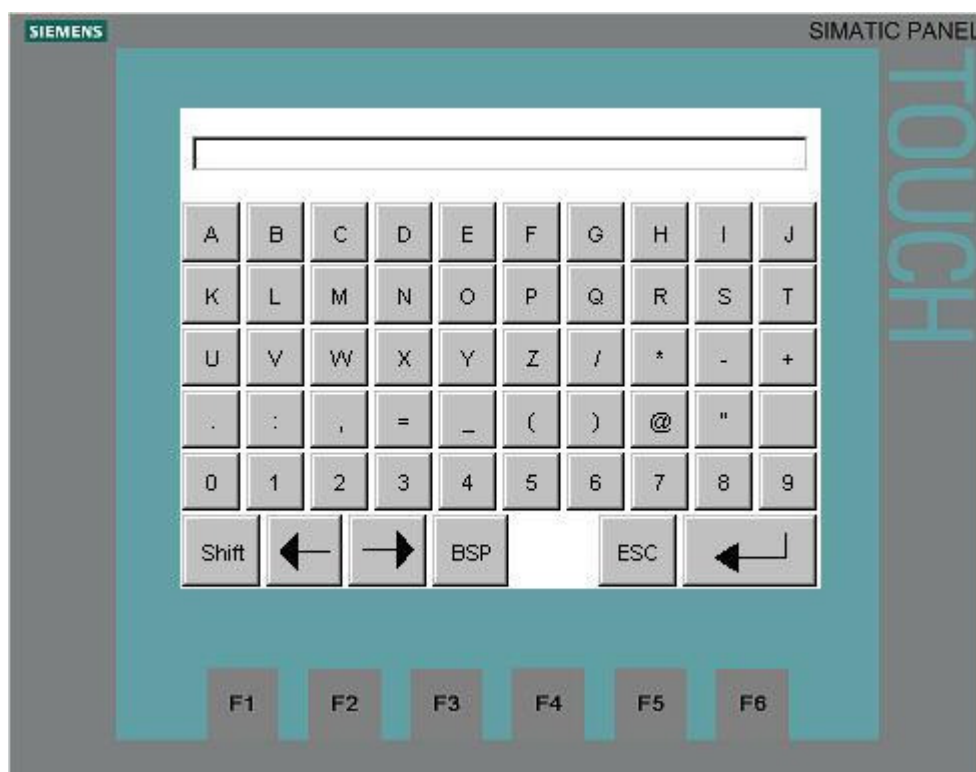 SIEMENS SIMATIC PANEL
TOUCH
A B C D E F G H I J
K L M N O P Q R S T
U V W X Y Z / * - +
. : , = _ ( ) @ "
0 1 2 3 4 5 6 7 8 9
Shift BSP ESC
F1 F2 F3 F4 F5 F6